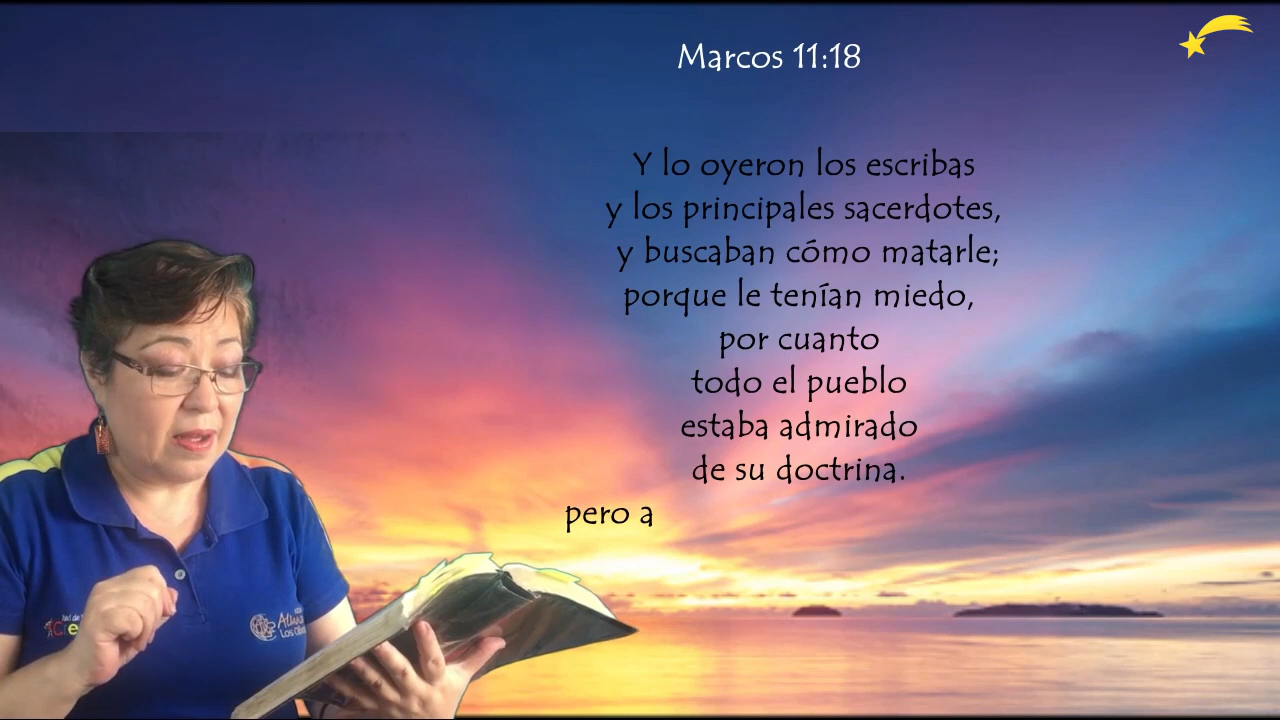 Marcos 11:18
Y lo oyeron los escribas
y los principales sacerdotes,
y buscaban cómo matarle;
porque le tenían miedo,
por cuanto
todo el pueblo
estaba admirado
de su doctrina.
pero a